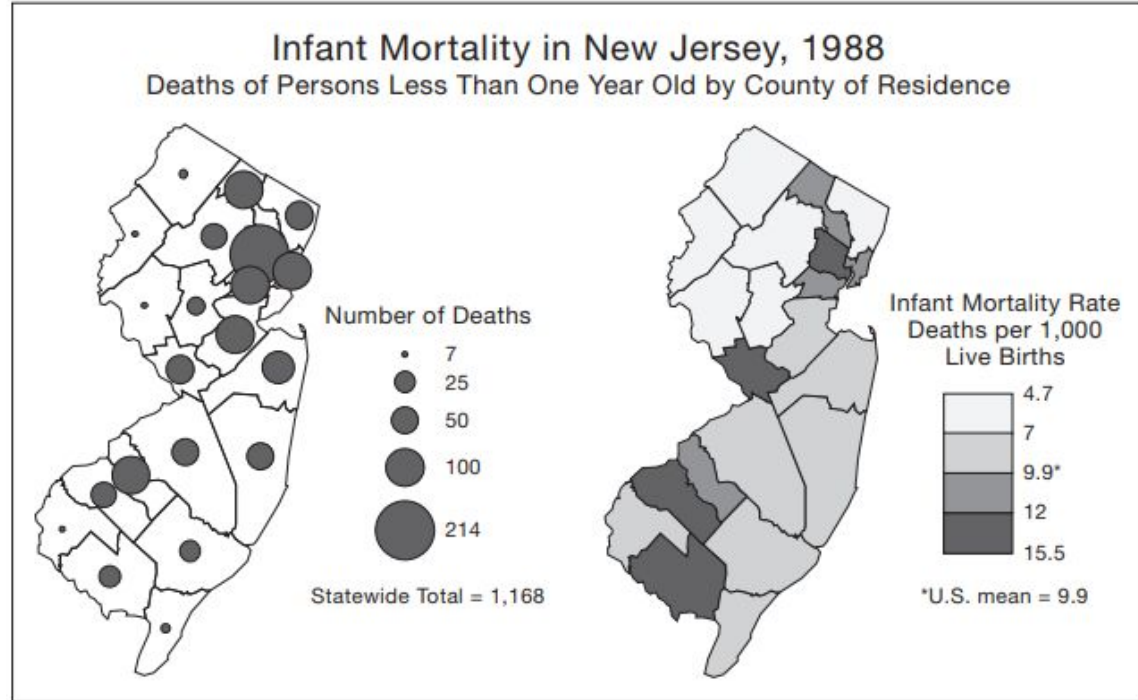 Infant Mortality in New Jersey, 1988
Deaths of Persons Less Than One Year Old by County of Residence
Number of Deaths
7
25
50
100
214
Statewide Total = 1,168
Infant Mortality Rate
Deaths per 1,000
Live Births
4.7
7
9.9*
12
15.5
*U.S. mean = 9.9